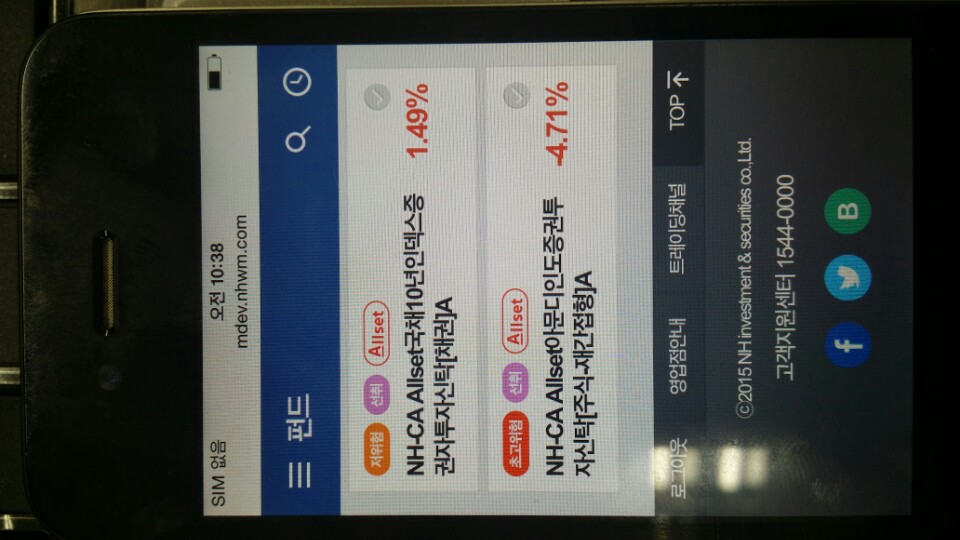 SIM 없음 오전 10:38
mdev.nhwm.com
펀드
저위험 선취 Allset
NH-CA Allset국채10년인덱스증
권자투자신탁[채권]A
1.49%
초고위험 선취 Allset
NH-CA Allset아문디인도증권투
자신탁[주식-재간접형]A
-4.71%
로그아웃 영업점안내 트레이딩채널 TOP
ⓒ2015 NH investment & securities co.,Ltd.
고객지원센터 1544-0000
f B